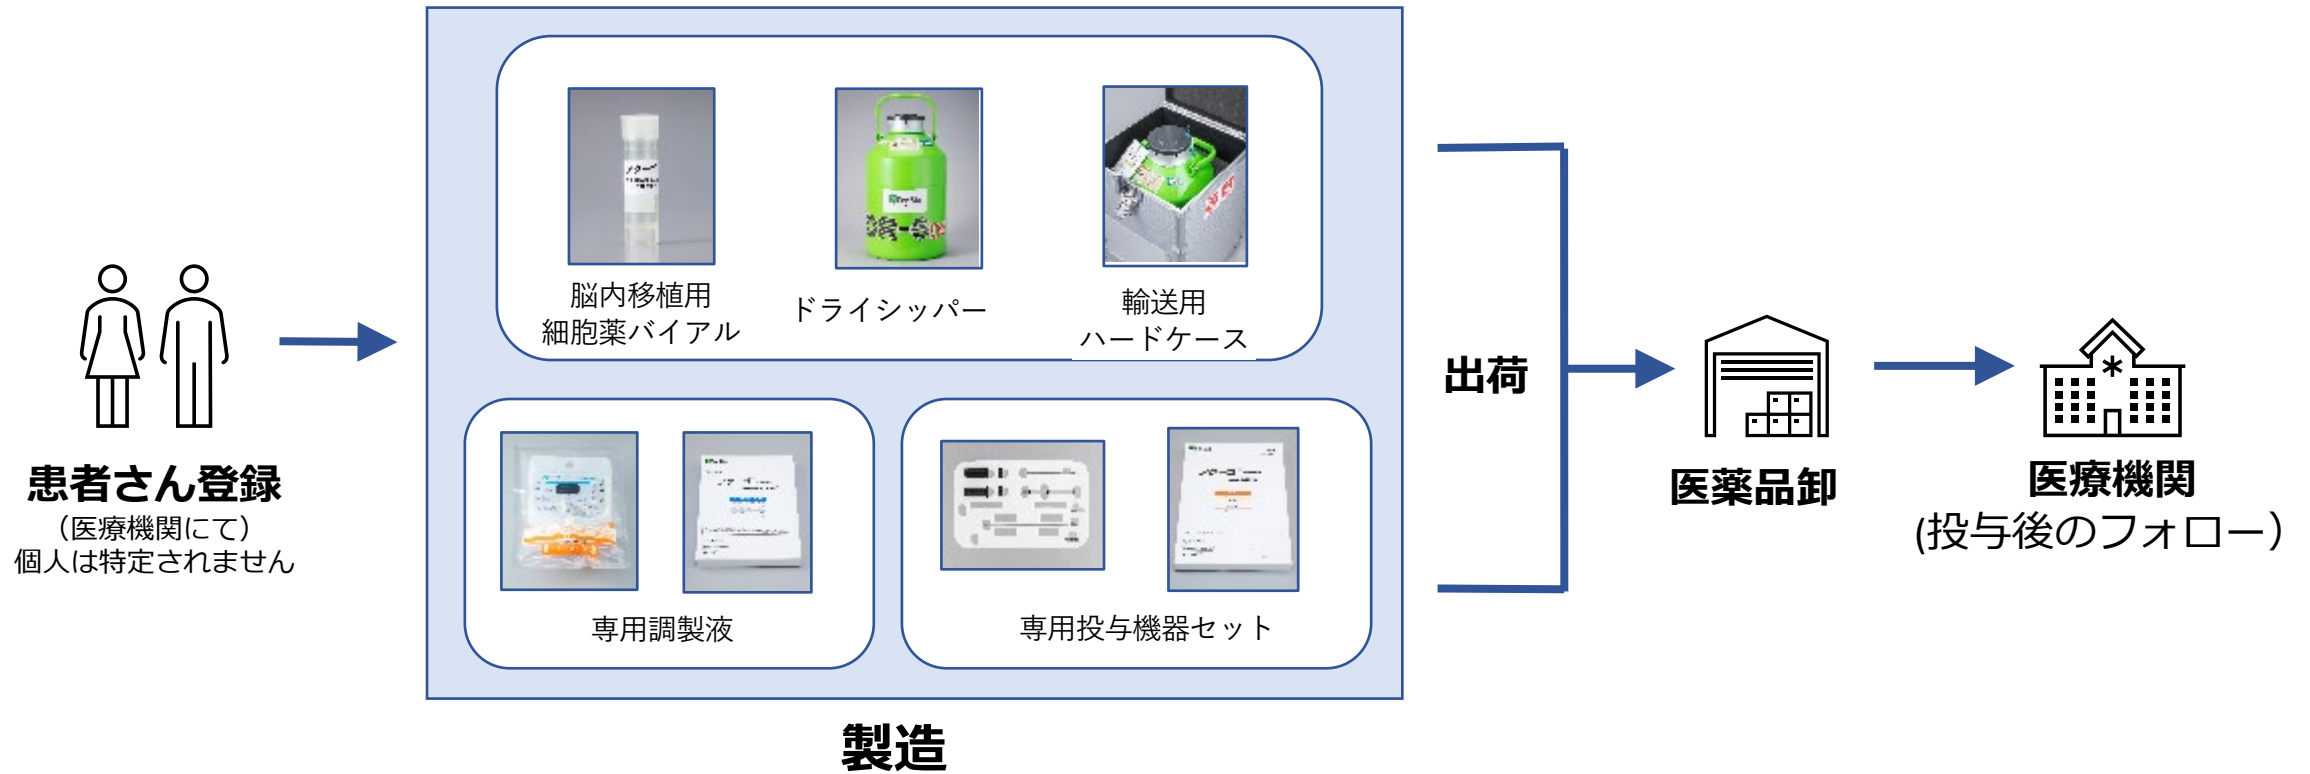 患者さん登録
（医療機関にて）
個人は特定されません
脳内移植用
細胞薬バイアル
ドライシッパー
輸送用
ハードケース
専用調製液
専用投与機器セット
製造
出荷
医薬品卸
医療機関
(投与後のフォロー）